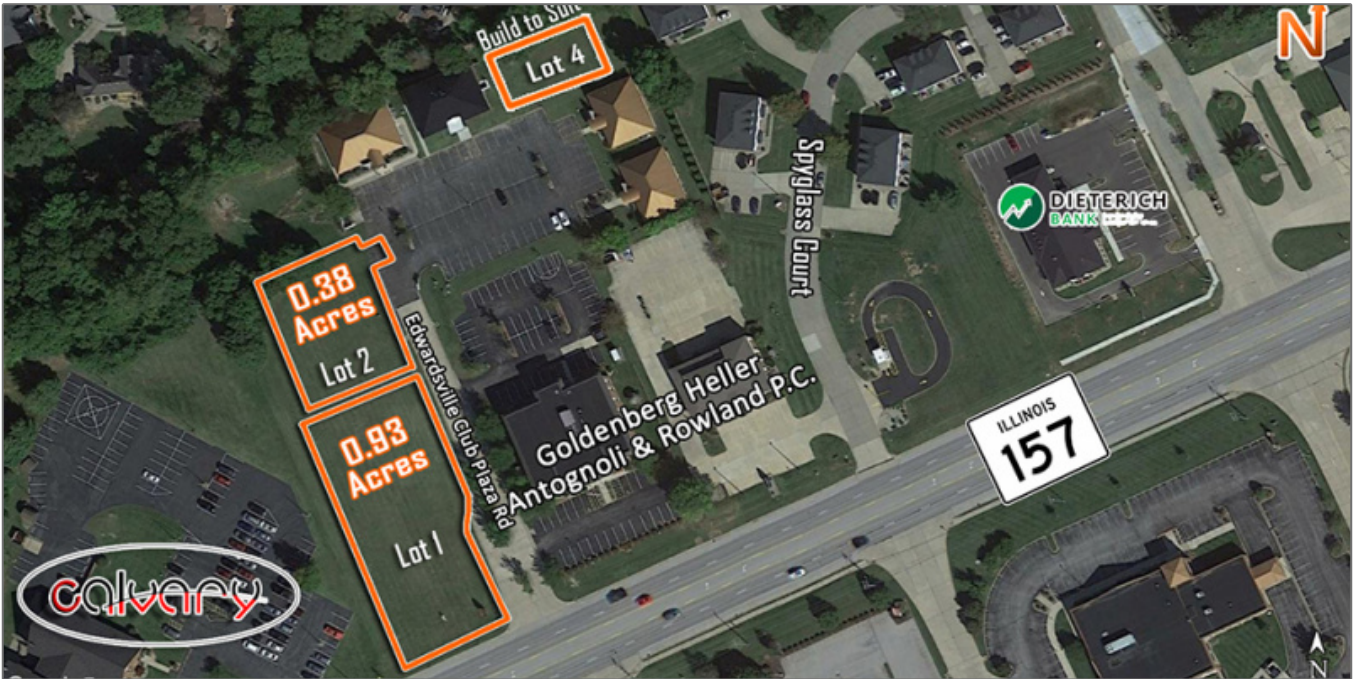 Build to Suit
Lot 4
N
Spyglass Court
DIETERICH
BANK
0.38
Acres
Lot 2
Edwardsville Club Plaza Rd
0.93
Acres
Lot 1
Goldenberg Heller
Antognoli & Rowland P.C.
ILLINOIS
157
calvary
N